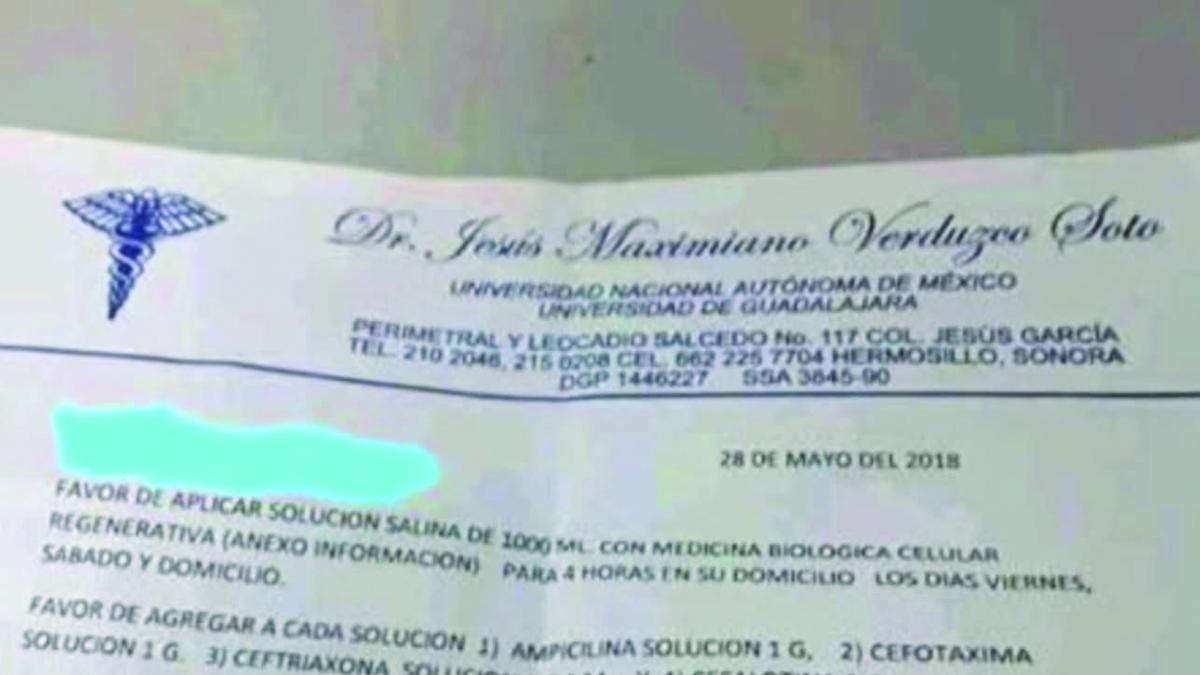 Dr. Jesús Maximiano Verduzco Soto
UNIVERSIDAD NACIONAL AUTÓNOMA DE MÉXICO
UNIVERSIDAD DE GUADALAJARA
PERIMETRAL Y LEOCADIO SALCEDO No. 117 COL. JESÚS GARCÍA
TEL. 210 2046, 215 0208 CEL. 662 225 7704 HERMOSILLO, SONORA
DGP 1446227 SSA 3845-90
28 DE MAYO DEL 2018
FAVOR DE APLICAR SOLUCION SALINA DE 1000 ML. CON MEDICINA BIOLOGICA CELULAR
REGENERATIVA (ANEXO INFORMACION) PARA 4 HORAS EN SU DOMICILIO LOS DIAS VIERNES,
SABADO Y DOMICILIO.
FAVOR DE AGREGAR A CADA SOLUCION 1) AMPICILINA SOLUCION 1 G, 2) CEFOTAXIMA
SOLUCION 1 G. 3) CEFTRIAXONA